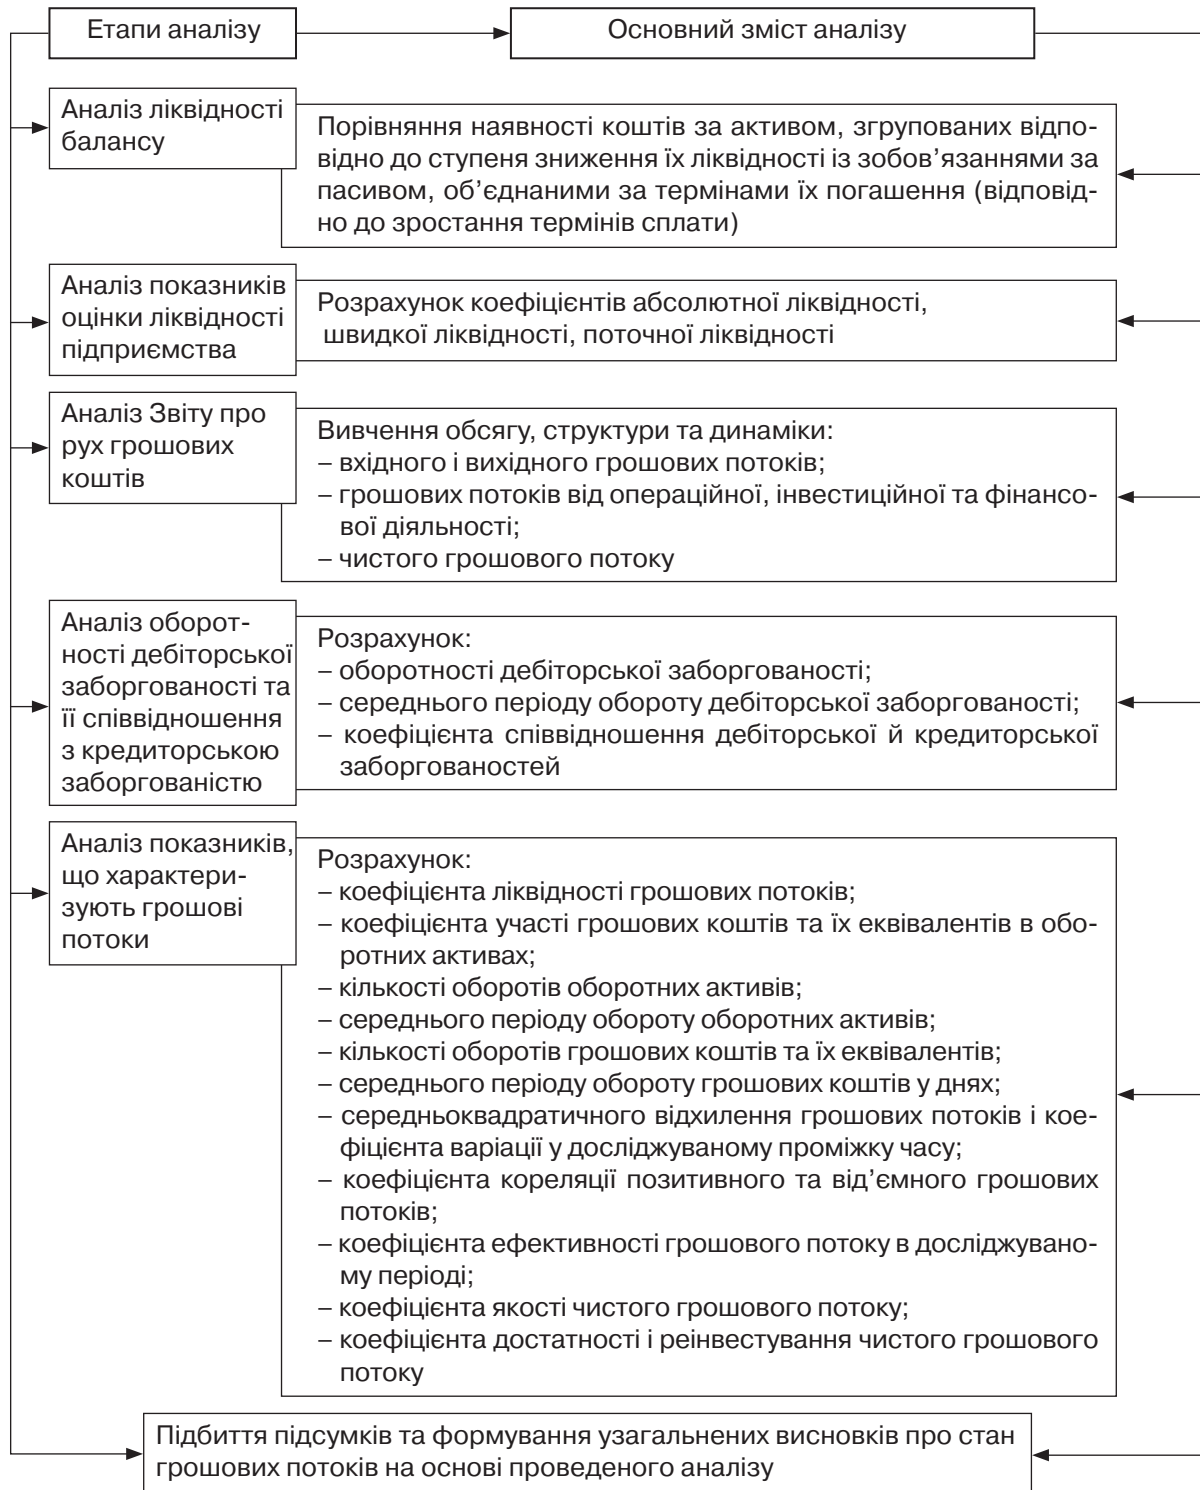 Етапи аналізу
Основний зміст аналізу
Аналіз ліквідності
балансу
Порівняння наявності коштів за активом, згрупованих відпо-
відно до ступеня зниження їх ліквідності із зобов’язаннями за
пасивом, об’єднаними за термінами їх погашення (відповід-
но до зростання термінів сплати)
Аналіз показників
оцінки ліквідності
підприємства
Розрахунок коефіцієнтів абсолютної ліквідності,
швидкої ліквідності, поточної ліквідності
Аналіз Звіту про
рух грошових
коштів
Вивчення обсягу, структури та динаміки:
– вхідного і вихідного грошових потоків;
– грошових потоків від операційної, інвестиційної та фінансо-
вої діяльності;
– чистого грошового потоку
Аналіз оборот-
ності дебіторської
заборгованості та
її співвідношення
з кредиторською
заборгованістю
Розрахунок:
– оборотності дебіторської заборгованості;
– середнього періоду обороту дебіторської заборгованості;
– коефіцієнта співвідношення дебіторської й кредиторської
заборгованостей
Аналіз показників,
що характери-
зують грошові
потоки
Розрахунок:
– коефіцієнта ліквідності грошових потоків;
– коефіцієнта участі грошових коштів та їх еквівалентів в обо-
ротних активах;
– кількості оборотів оборотних активів;
– середнього періоду обороту оборотних активів;
– кількості оборотів грошових коштів та їх еквівалентів;
– середнього періоду обороту грошових коштів у днях;
– середньоквадратичного відхилення грошових потоків і кое-
фіцієнта варіації у досліджуваному проміжку часу;
– коефіцієнта кореляції позитивного та від’ємного грошових
потоків;
– коефіцієнта ефективності грошового потоку в досліджувано-
му періоді;
– коефіцієнта якості чистого грошового потоку;
– коефіцієнта достатності і реінвестування чистого грошового
потоку
Підбиття підсумків та формування узагальнених висновків про стан
грошових потоків на основі проведеного аналізу